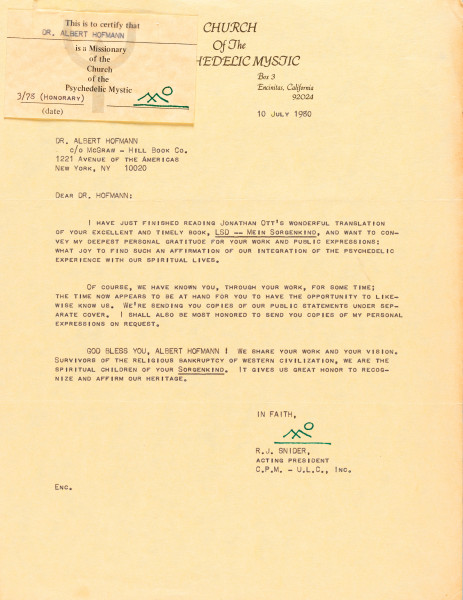 This is to certify that
DR. ALBERT HOFMANN
is a Missionary
of the
Church
of the
Psychedelic Mystic
3/78 (HONORARY)
(date)
CHURCH
Of The
HEDELIC MYSTIC
Box 3
Encinitas, California
92024
10 JULY 1980
DR. ALBERT HOFMANN
c/o McGRAW - HILL BOOK CO.
1221 AVENUE OF THE AMERICAS
NEW YORK, NY 10020
DEAR DR. HOFMANN:
I HAVE JUST FINISHED READING JONATHAN OTT'S WONDERFUL TRANSLATION
OF YOUR EXCELLENT AND TIMELY BOOK, LSD -- MEIN SORGENKIND, AND WANT TO CON-
VEY MY DEEPEST PERSONAL GRATITUDE FOR YOUR WORK AND PUBLIC EXPRESSIONS;
WHAT JOY TO FIND SUCH AN AFFIRMATION OF OUR INTEGRATION OF THE PSYCHEDELIC
EXPERIENCE WITH OUR SPIRITUAL LIVES.
OF COURSE, WE HAVE KNOWN YOU, THROUGH YOUR WORK, FOR SOME TIME;
THE TIME NOW APPEARS TO BE AT HAND FOR YOU TO HAVE THE OPPORTUNITY TO LIKE-
WISE KNOW US. WE'RE SENDING YOU COPIES OF OUR PUBLIC STATEMENTS UNDER SEP-
ARATE COVER. I SHALL ALSO BE MOST HONORED TO SEND YOU COPIES OF MY PERSONAL
EXPRESSIONS ON REQUEST.
GOD BLESS YOU, ALBERT HOFMANN! WE SHARE YOUR WORK AND YOUR VISION.
SURVIVORS OF THE RELIGIOUS BANKRUPTCY OF WESTERN CIVILIZATION, WE ARE THE
SPIRITUAL CHILDREN OF YOUR SORGENKIND. IT GIVES US GREAT HONOR TO RECOG-
NIZE AND AFFIRM OUR HERITAGE.
IN FAITH,
R.J. SNIDER,
ACTING PRESIDENT
C.P.M. - U.L.C., INC.
ENC.